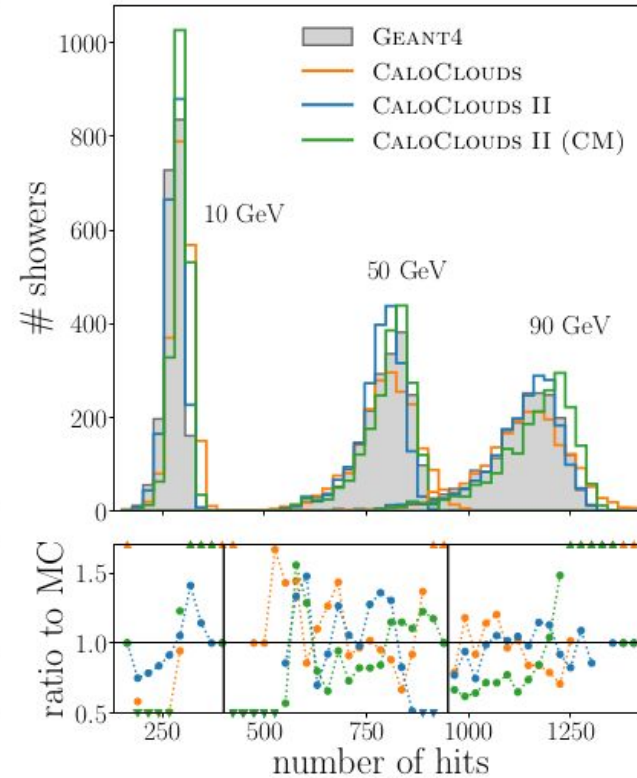 GEANT4
CALOCLOUDS
CALOCLOUDS II
CALOCLOUDS II (CM)
10 GeV
50 GeV
90 GeV
# showers
1000
800
600
400
200
0
ratio to MC
1.5
1.0
0.5
250
500
750
1000
1250
number of hits